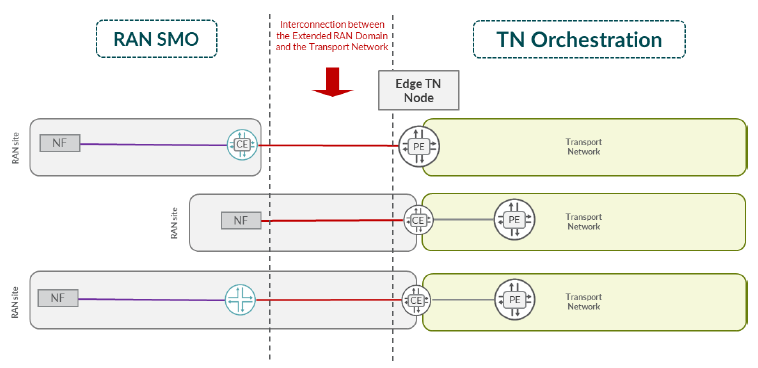 RAN SMO
Interconnection between
the Extended RAN Domain
and the Transport Network
TN Orchestration
Edge TN
Node
RAN site
NF
CE
PE
Transport
Network
RAN site
NF
CE
PE
Transport
Network
RAN site
NF
CE
PE
Transport
Network